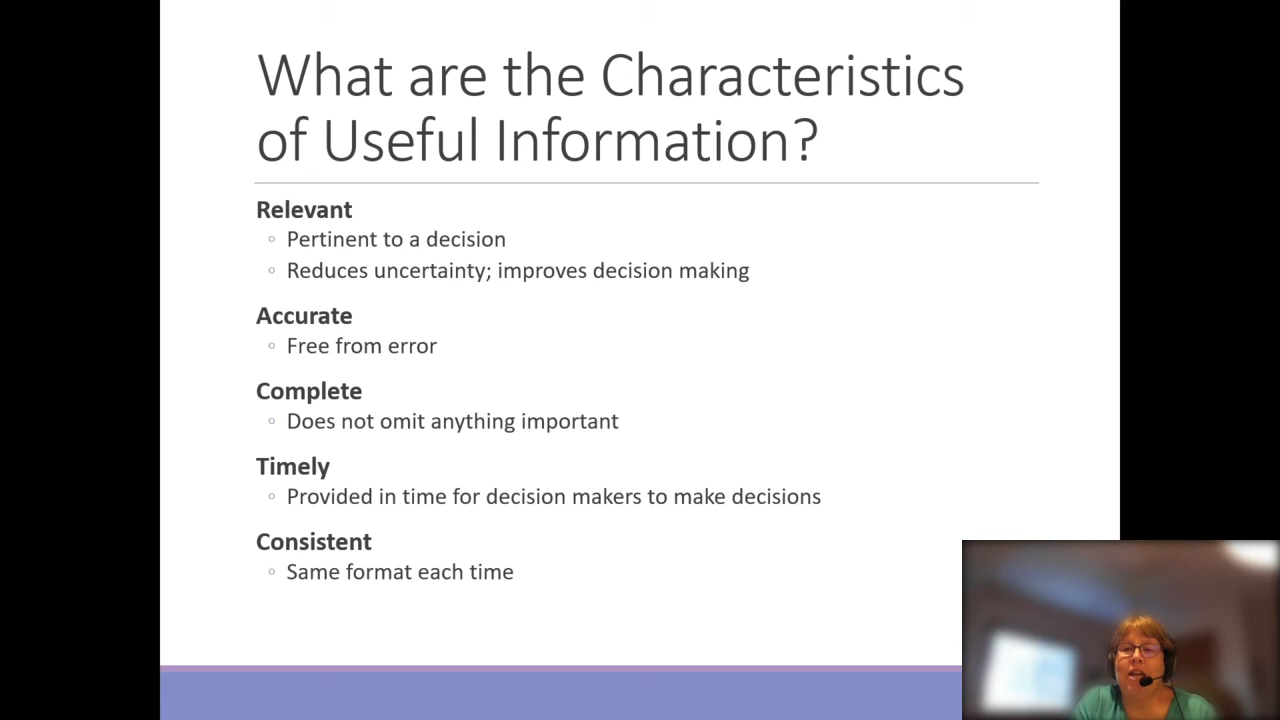 What are the Characteristics
of Useful Information?
Relevant
◦ Pertinent to a decision
◦ Reduces uncertainty; improves decision making
Accurate
◦ Free from error
Complete
◦ Does not omit anything important
Timely
◦ Provided in time for decision makers to make decisions
Consistent
◦ Same format each time